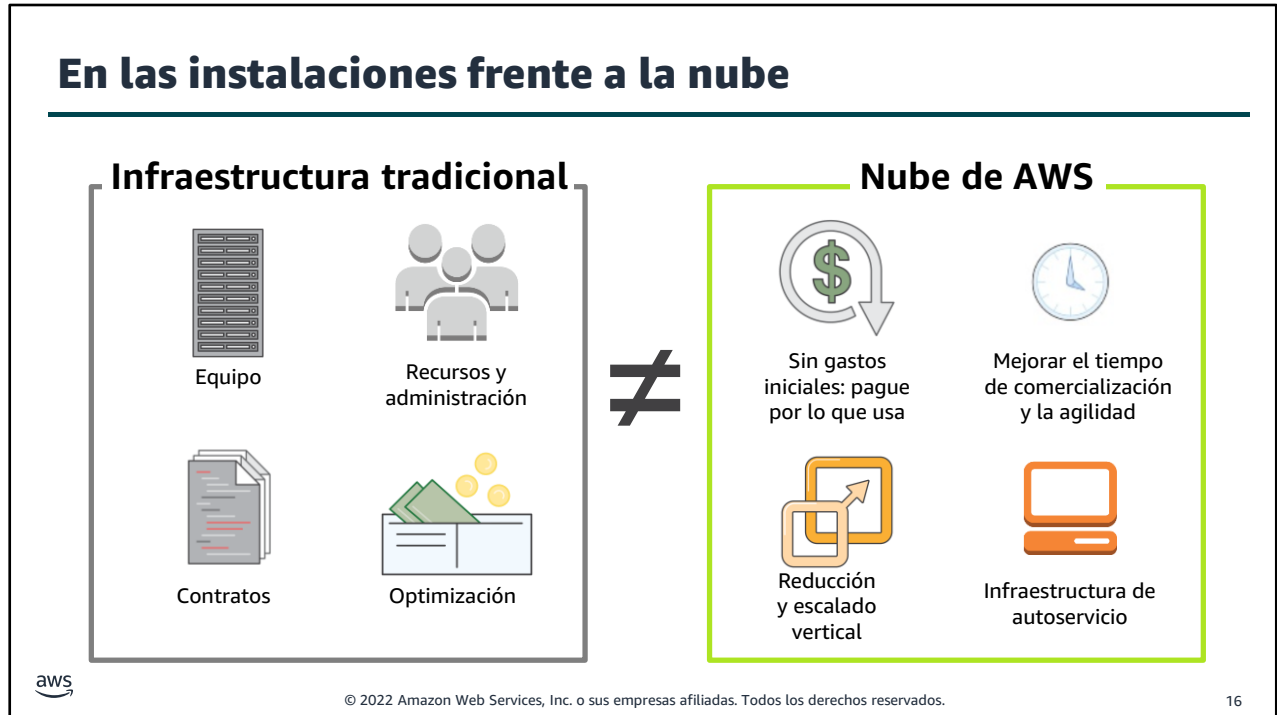 En las instalaciones frente a la nube
Infraestructura tradicional
Equipo
Recursos y
administración
Contratos
Optimización
≠
Nube de AWS
$
Sin gastos
iniciales: pague
por lo que usa
Mejorar el tiempo
de comercialización
y la agilidad
Reducción
y escalado
vertical
Infraestructura de
autoservicio
aws
© 2022 Amazon Web Services, Inc. o sus empresas afiliadas. Todos los derechos reservados.
16